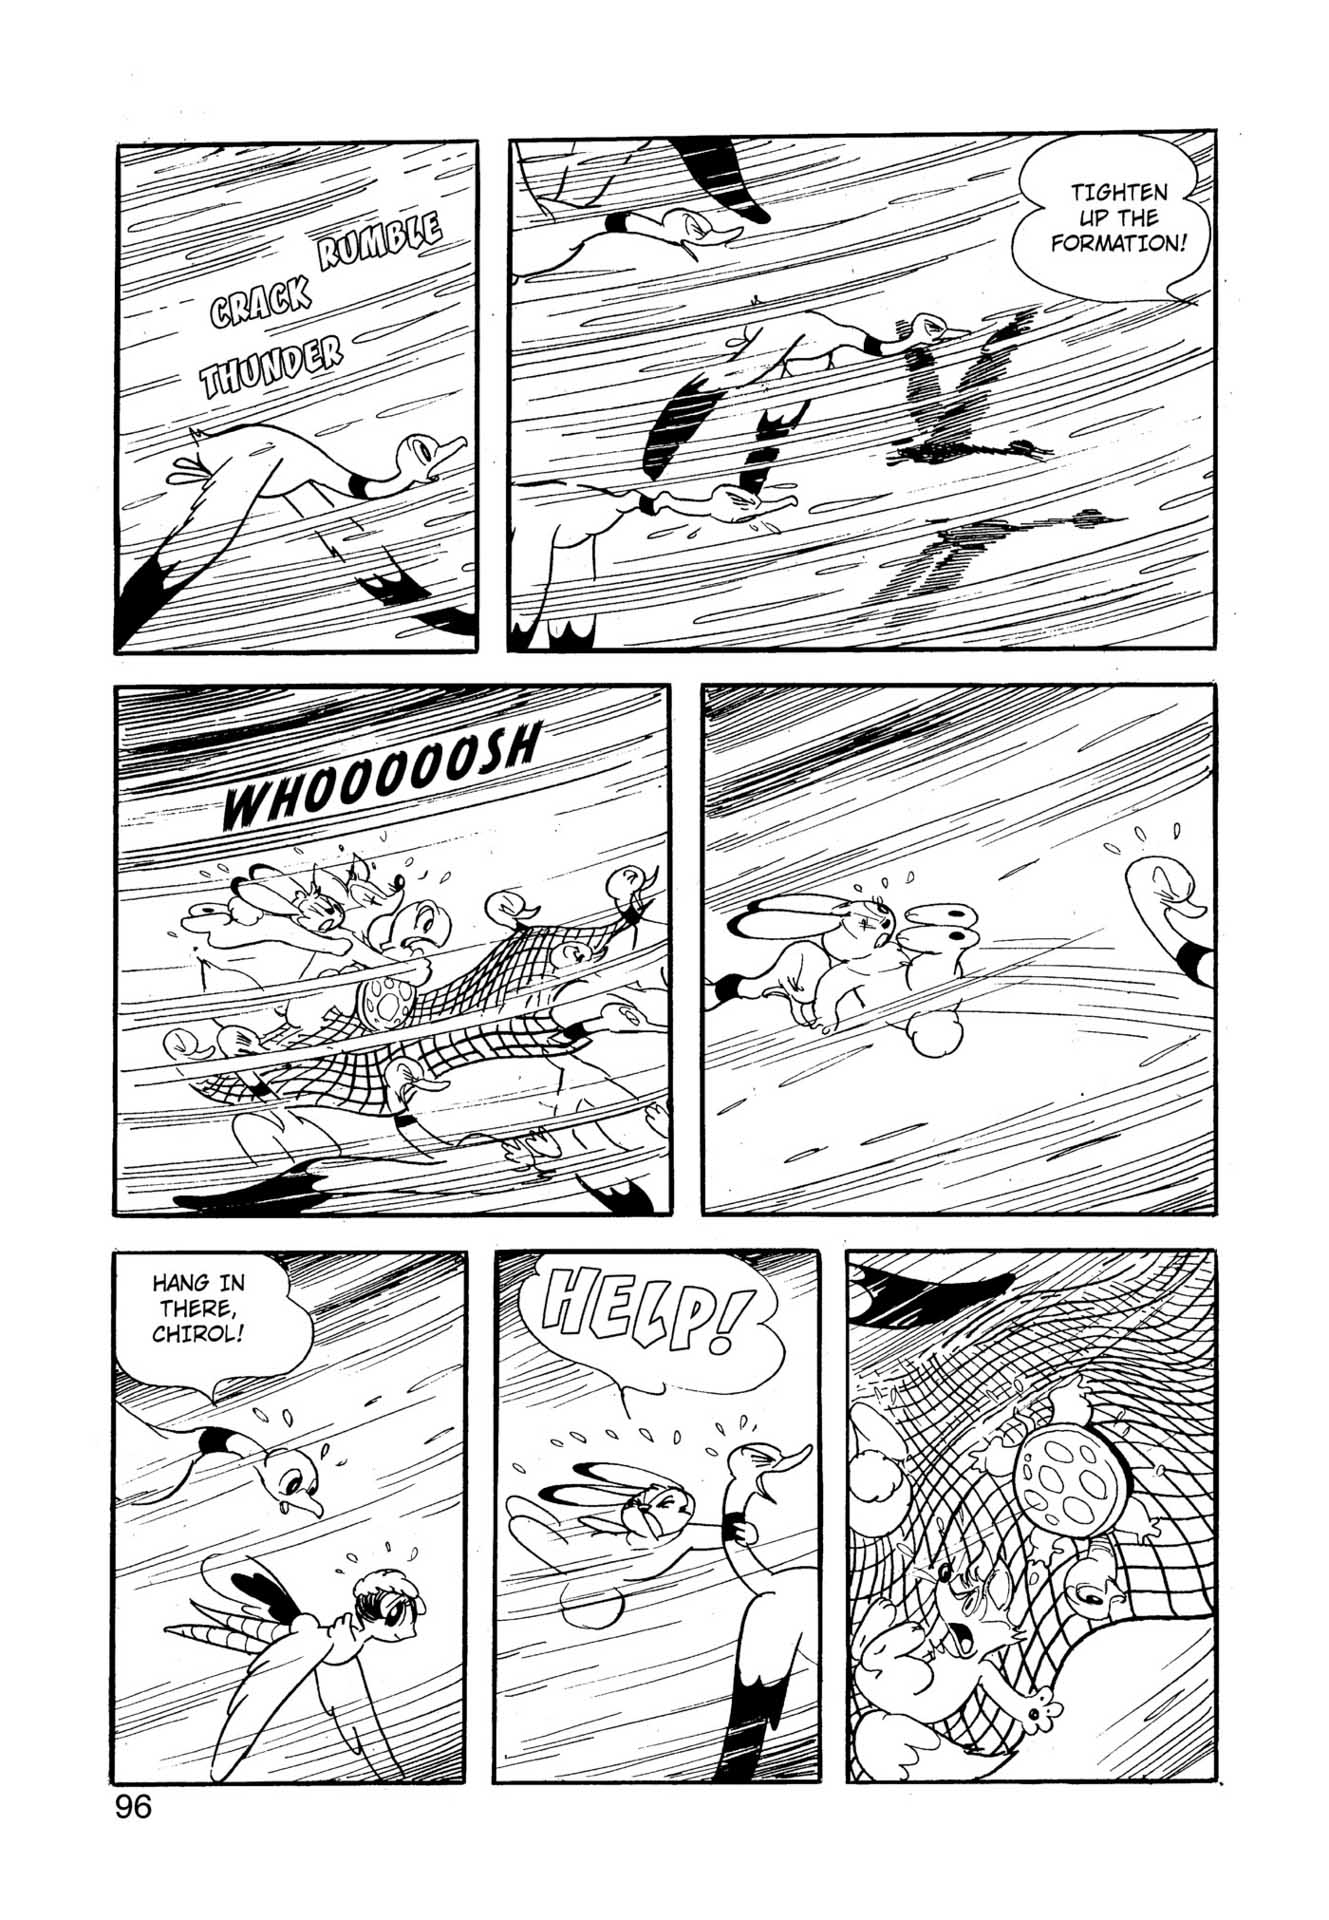 RUMBLE
CRACK
THUNDER
TIGHTEN
UP THE
FORMATION!
WHOOOOOSH
HANG IN
THERE,
CHIROL!
HELP!
96